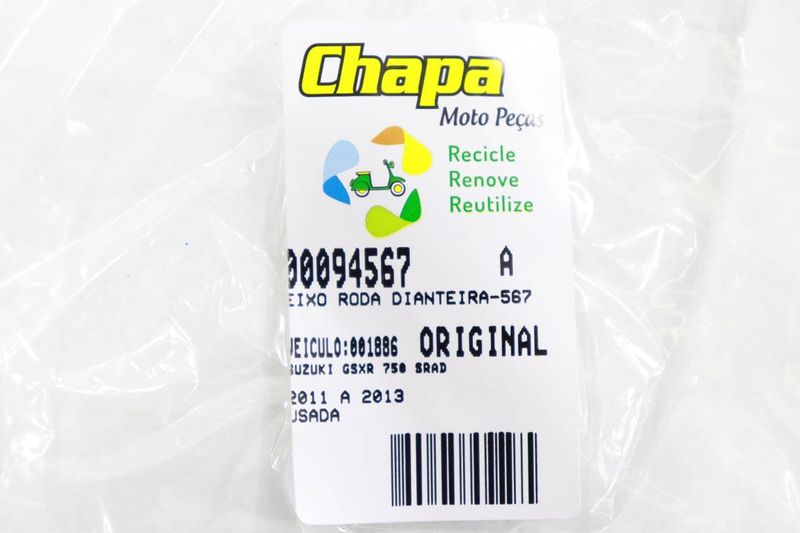 Chapa
Moto Peças
Recicle
Renove
Reutilize
00094567 A
EIXO RODA DIANTEIRA-567
VEICULO:001886 ORIGINAL
SUZUKI GSXR 750 SRAD
2011 A 2013
USADA